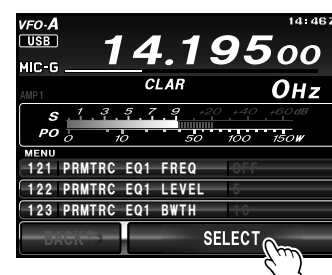 VFO-A 14:46
USB
14.195 00
MIC-G
CLAR 0Hz
AMP1
S 1 3 5 7 9 +20 +40 +60dB
PO 0 10 50 100 150W
MENU
121 PRMTRC EQ1 FREQ OFF
122 PRMTRC EQ1 LEVEL 5
123 PRMTRC EQ1 BWTH 10
BACK SELECT